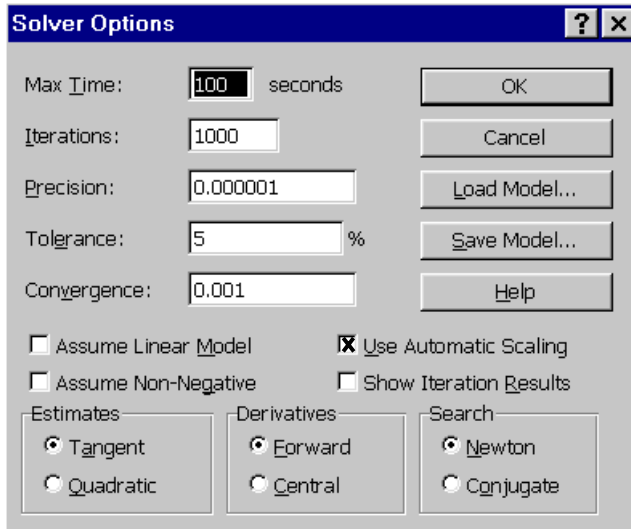 Solver Options
Max Time: 100 seconds
OK
Iterations: 1000
Cancel
Precision: 0.000001
Load Model...
Tolerance: 5 %
Save Model...
Convergence: 0.001
Help
Assume Linear Model
Use Automatic Scaling
Assume Non-Negative
Show Iteration Results
Estimates
Tangent
Quadratic
Derivatives
Forward
Central
Search
Newton
Conjugate